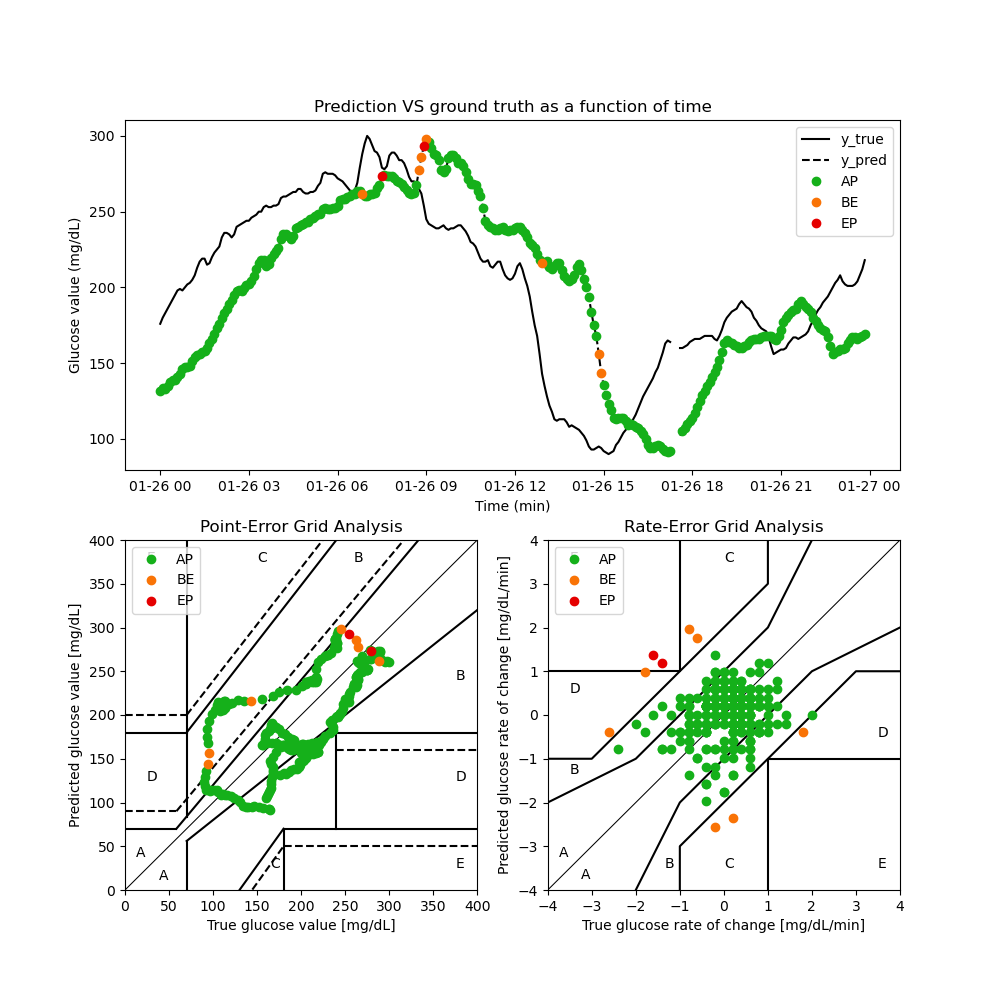 Prediction VS ground truth as a function of time
Glucose value (mg/dL)
300
250
200
150
100
y_true
y_pred
AP
BE
EP
01-26 00
01-26 03
01-26 06
01-26 09
01-26 12
01-26 15
01-26 18
01-26 21
01-27 00
Time (min)
Point-Error Grid Analysis
Predicted glucose value [mg/dL]
400
350
300
250
200
150
100
50
0
AP
BE
EP
C
B
B
D
D
A
A
C
E
0
50
100
150
200
250
300
350
400
True glucose value [mg/dL]
Rate-Error Grid Analysis
Predicted glucose rate of change [mg/dL/min]
4
3
2
1
0
−1
−2
−3
−4
AP
BE
EP
C
D
D
B
A
A
B
C
E
−4
−3
−2
−1
0
1
2
3
4
True glucose rate of change [mg/dL/min]